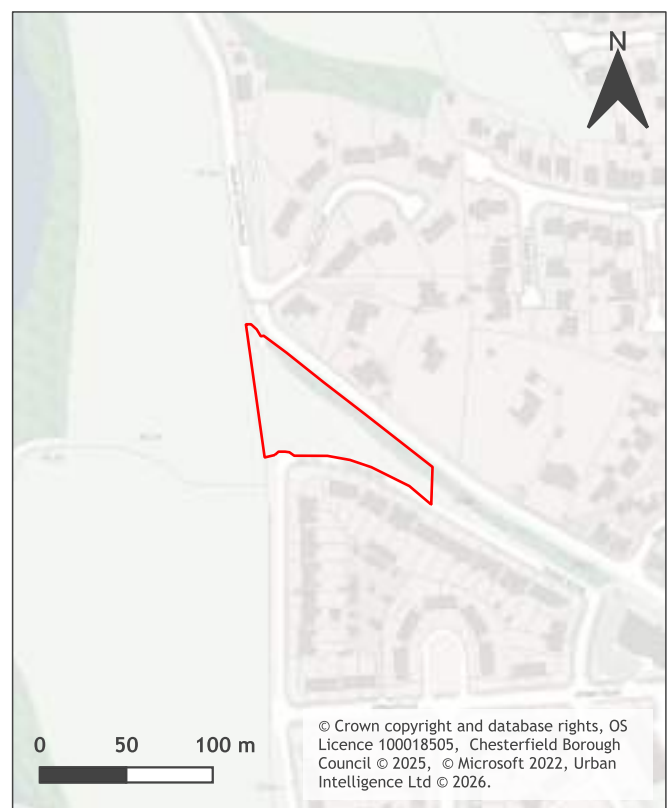 N
0 50 100 m
© Crown copyright and database rights, OS
Licence 100018505, Chesterfield Borough
Council © 2025, © Microsoft 2022, Urban
Intelligence Ltd © 2026.